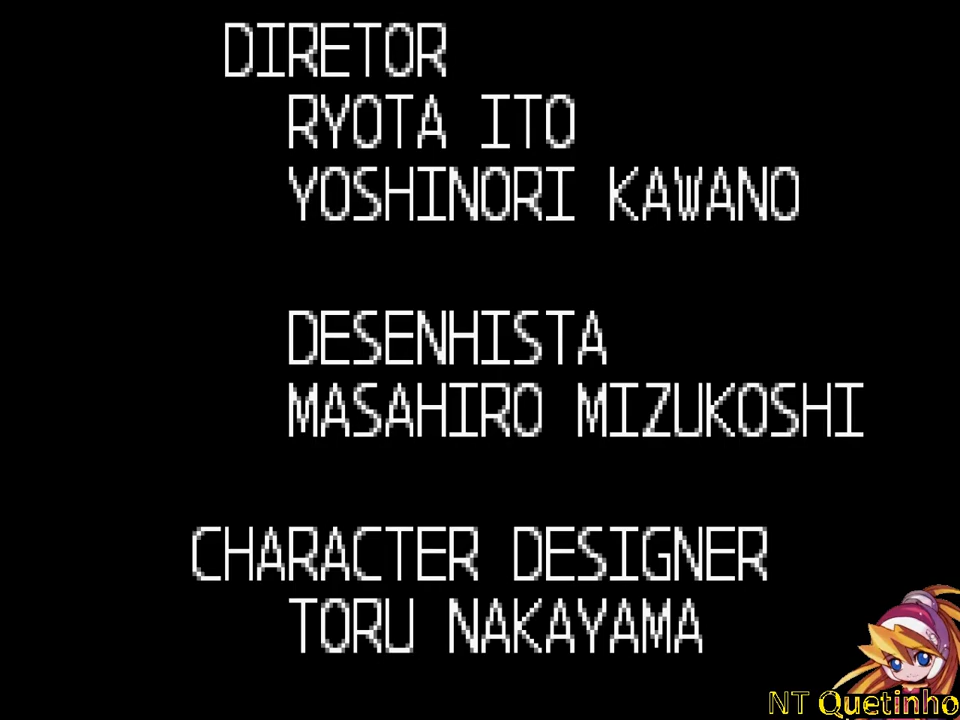 DIRETOR
RYOTA ITO
YOSHINORI KAWANO
DESENHISTA
MASAHIRO MIZUKOSHI
CHARACTER DESIGNER
TORU NAKAYAMA
NT Quetinho